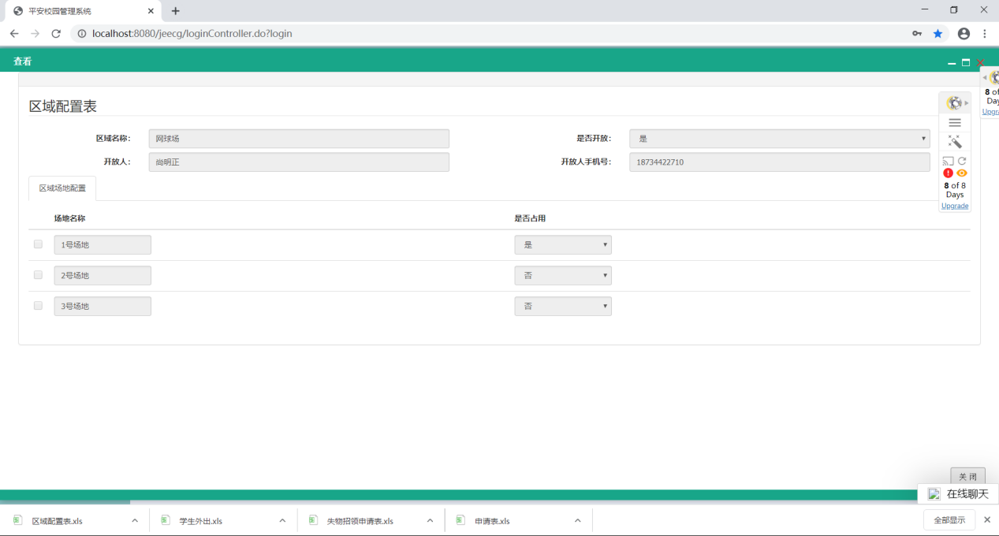 平安校园管理系统
localhost:8080/jeecg/loginController.do?login
查看
8 of
Day
Upgra
区域配置表
区域名称: 网球场 是否开放: 是
开放人: 尚明正 开放人手机号: 18734422710
8 of 8
Days
Upgrade
区域场地配置
场地名称 是否占用
1号场地 是
2号场地 否
3号场地 否
关 闭
在线聊天
区域配置表.xls 学生外出.xls 失物招领申请表.xls 申请表.xls 全部显示